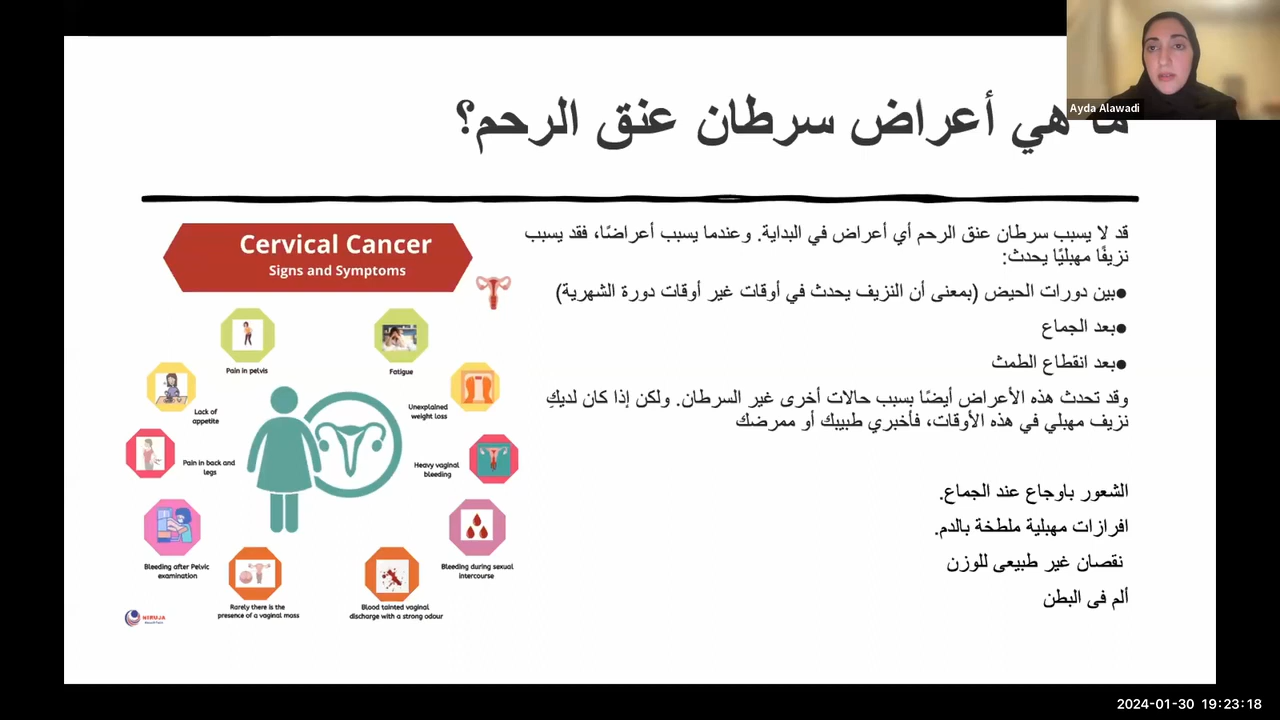 Ayda Alawadi
ما هي أعراض سرطان عنق الرحم؟
قد لا يسبب سرطان عنق الرحم أي أعراض في البداية. وعندما يسبب أعراضًا، فقد يسبب
نزيفًا مهبليًا يحدث:
●بين دورات الحيض (بمعنى أن النزيف يحدث في أوقات غير أوقات دورة الشهرية)
●بعد الجماع
●بعد انقطاع الطمث
وقد تحدث هذه الأعراض أيضًا بسبب حالات أخرى غير السرطان. ولكن إذا كان لديكِ
نزيف مهبلي في هذه الأوقات، فأخبري طبيبك أو ممرضك
الشعور باوجاع عند الجماع.
افرازات مهبلية ملطخة بالدم.
نقصان غير طبيعى للوزن
ألم فى البطن
Cervical Cancer
Signs and Symptoms
Pain in pelvis
Fatigue
Lack of
appetite
Unexplained
weight loss
Pain in back and
legs
Heavy vaginal
bleeding
Bleeding after Pelvic
examination
Bleeding during sexual
intercourse
Rarely there is the
presence of a vaginal mass
Blood tainted vaginal
discharge with a strong odour
NIRUJA
2024-01-30 19:23:18